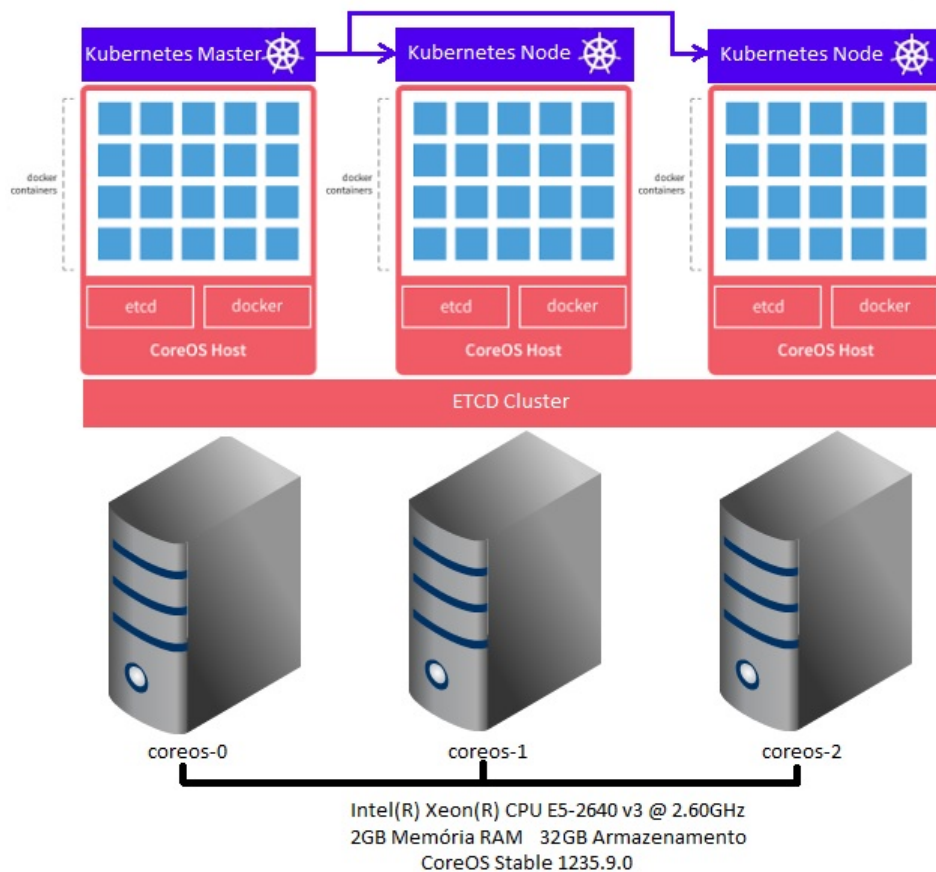 Kubernetes Master
Kubernetes Node
Kubernetes Node
docker
containers
docker
containers
docker
containers
etcd
docker
CoreOS Host
etcd
docker
CoreOS Host
etcd
docker
CoreOS Host
ETCD Cluster
coreos-0
coreos-1
coreos-2
Intel(R) Xeon(R) CPU E5-2640 v3 @ 2.60GHz
2GB Memória RAM 32GB Armazenamento
CoreOS Stable 1235.9.0